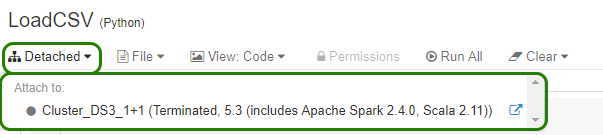 LoadCSV (Python)
Detached File View: Code Permissions Run All Clear
Attach to:
Cluster_DS3_1+1 (Terminated, 5.3 (includes Apache Spark 2.4.0, Scala 2.11))